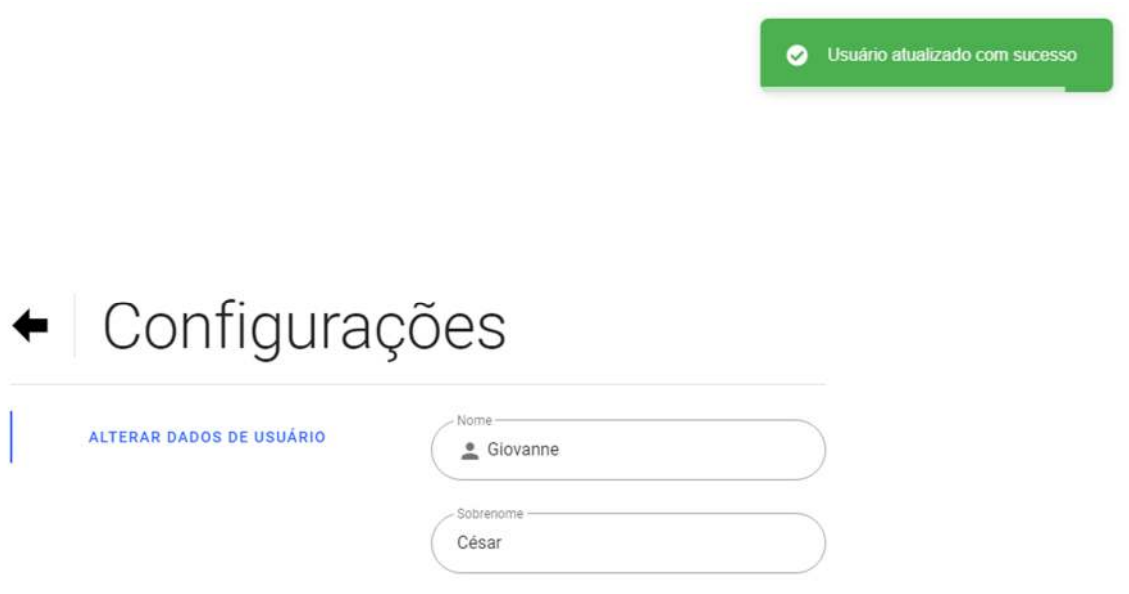 Usuário atualizado com sucesso
Configurações
ALTERAR DADOS DE USUÁRIO
Nome
Giovanne
Sobrenome
César